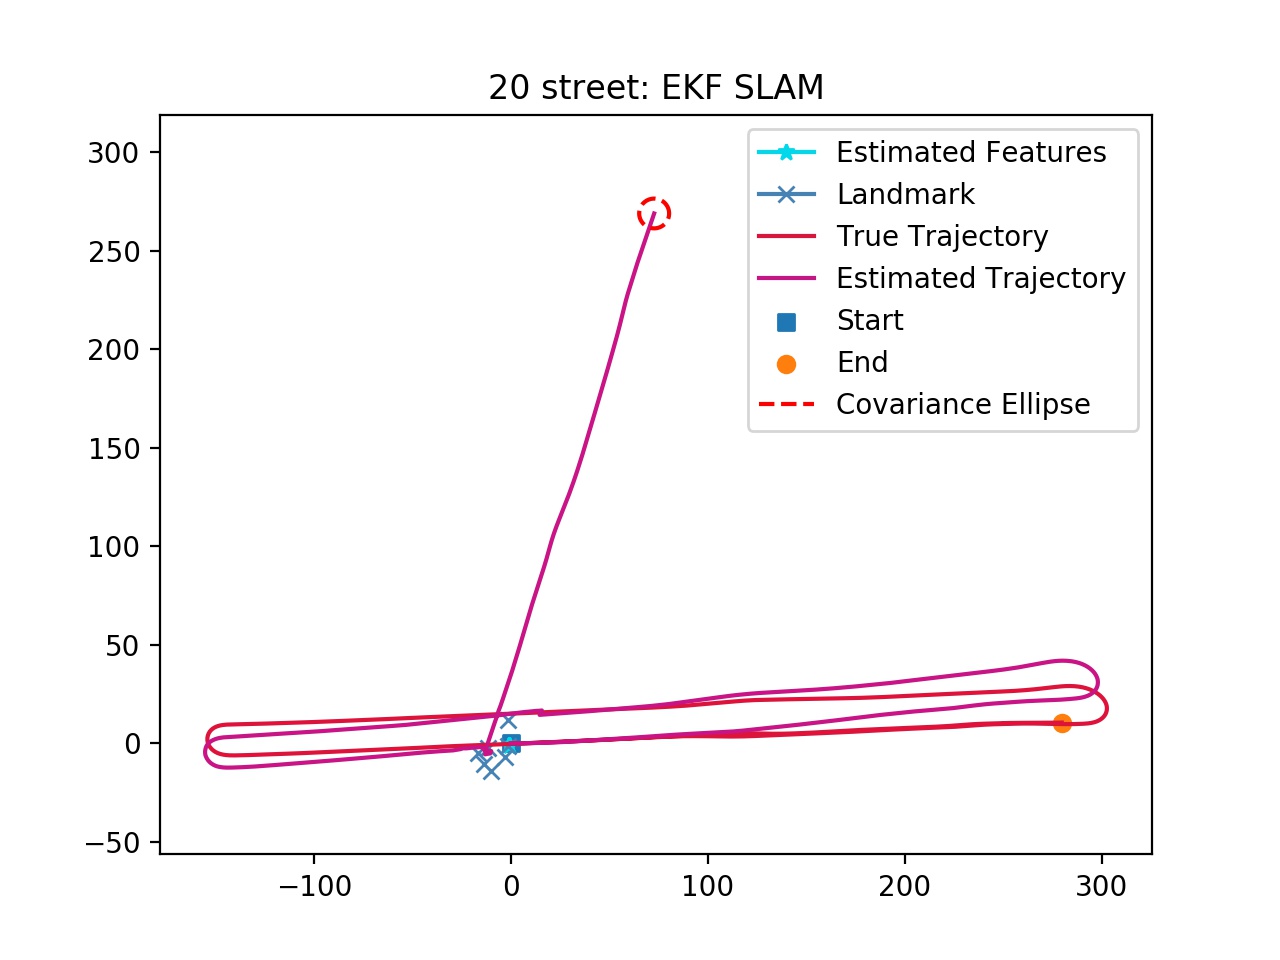 20 street: EKF SLAM
300
250
200
150
100
50
0
−50
−100
0
100
200
300
Estimated Features
Landmark
True Trajectory
Estimated Trajectory
Start
End
Covariance Ellipse